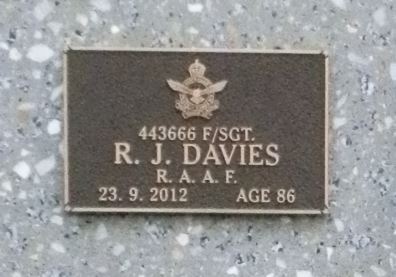 443666 F/SGT.
R. J. DAVIES
R. A. A. F.
23. 9. 2012 AGE 86